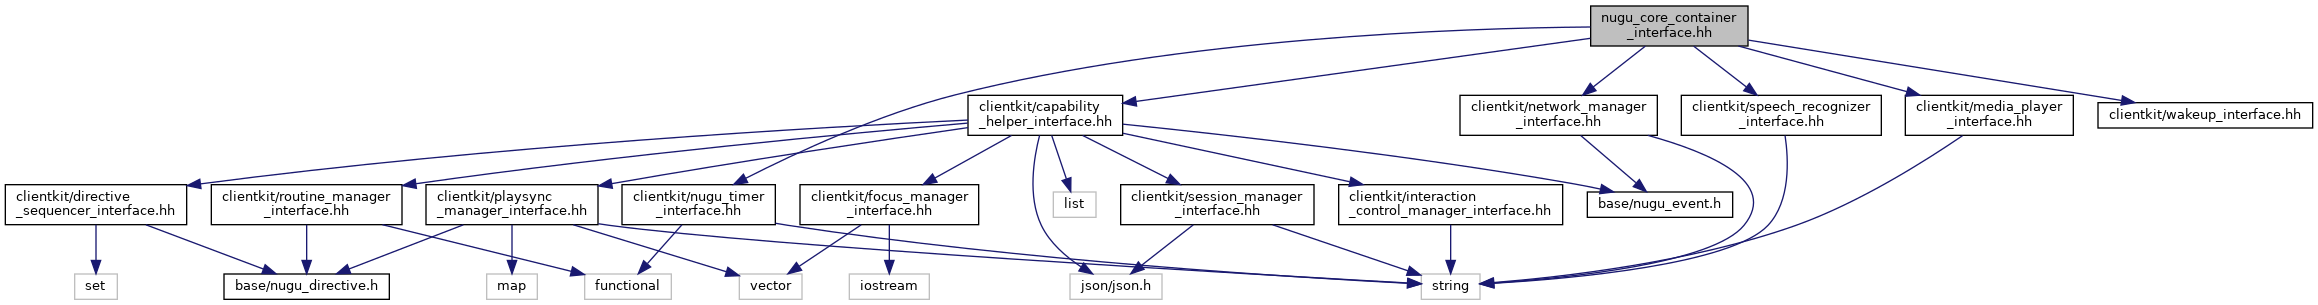 nugu_core_container
_interface.hh
clientkit/capability
_helper_interface.hh
clientkit/network_manager
_interface.hh
clientkit/speech_recognizer
_interface.hh
clientkit/media_player
_interface.hh
clientkit/wakeup_interface.hh
clientkit/directive
_sequencer_interface.hh
clientkit/routine_manager
_interface.hh
clientkit/playsync
_manager_interface.hh
clientkit/nugu_timer
_interface.hh
clientkit/focus_manager
_interface.hh
list
clientkit/session_manager
_interface.hh
clientkit/interaction
_control_manager_interface.hh
base/nugu_event.h
set
base/nugu_directive.h
map
functional
vector
iostream
json/json.h
string